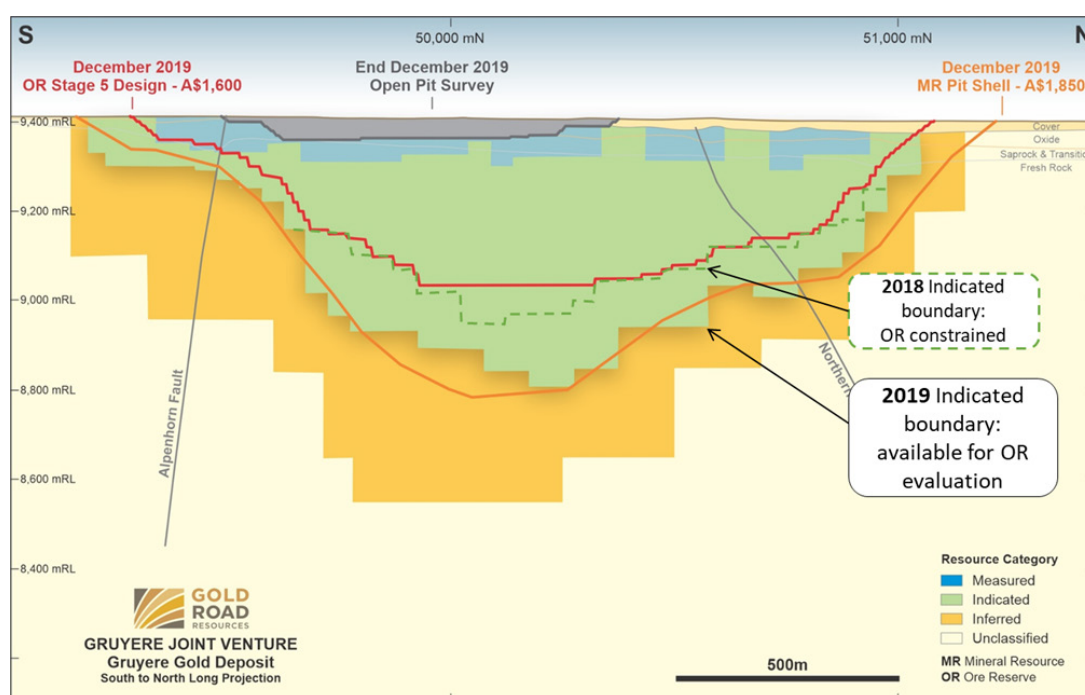 S
50,000 mN
51,000 mN
N
December 2019
OR Stage 5 Design - A$1,600
End December 2019
Open Pit Survey
December 2019
MR Pit Shell - A$1,850
9,400 mRL
9,200 mRL
9,000 mRL
8,800 mRL
8,600 mRL
8,400 mRL
Cover
Oxide
Saprock & Transitio
Fresh Rock
Alpenhorn Fault
Northern
2018 Indicated
boundary:
OR constrained
2019 Indicated
boundary:
available for OR
evaluation
GOLD
ROAD
RESOURCES
GRUYERE JOINT VENTURE
Gruyere Gold Deposit
South to North Long Projection
500m
Resource Category
Measured
Indicated
Inferred
Unclassified
MR Mineral Resource
OR Ore Reserve